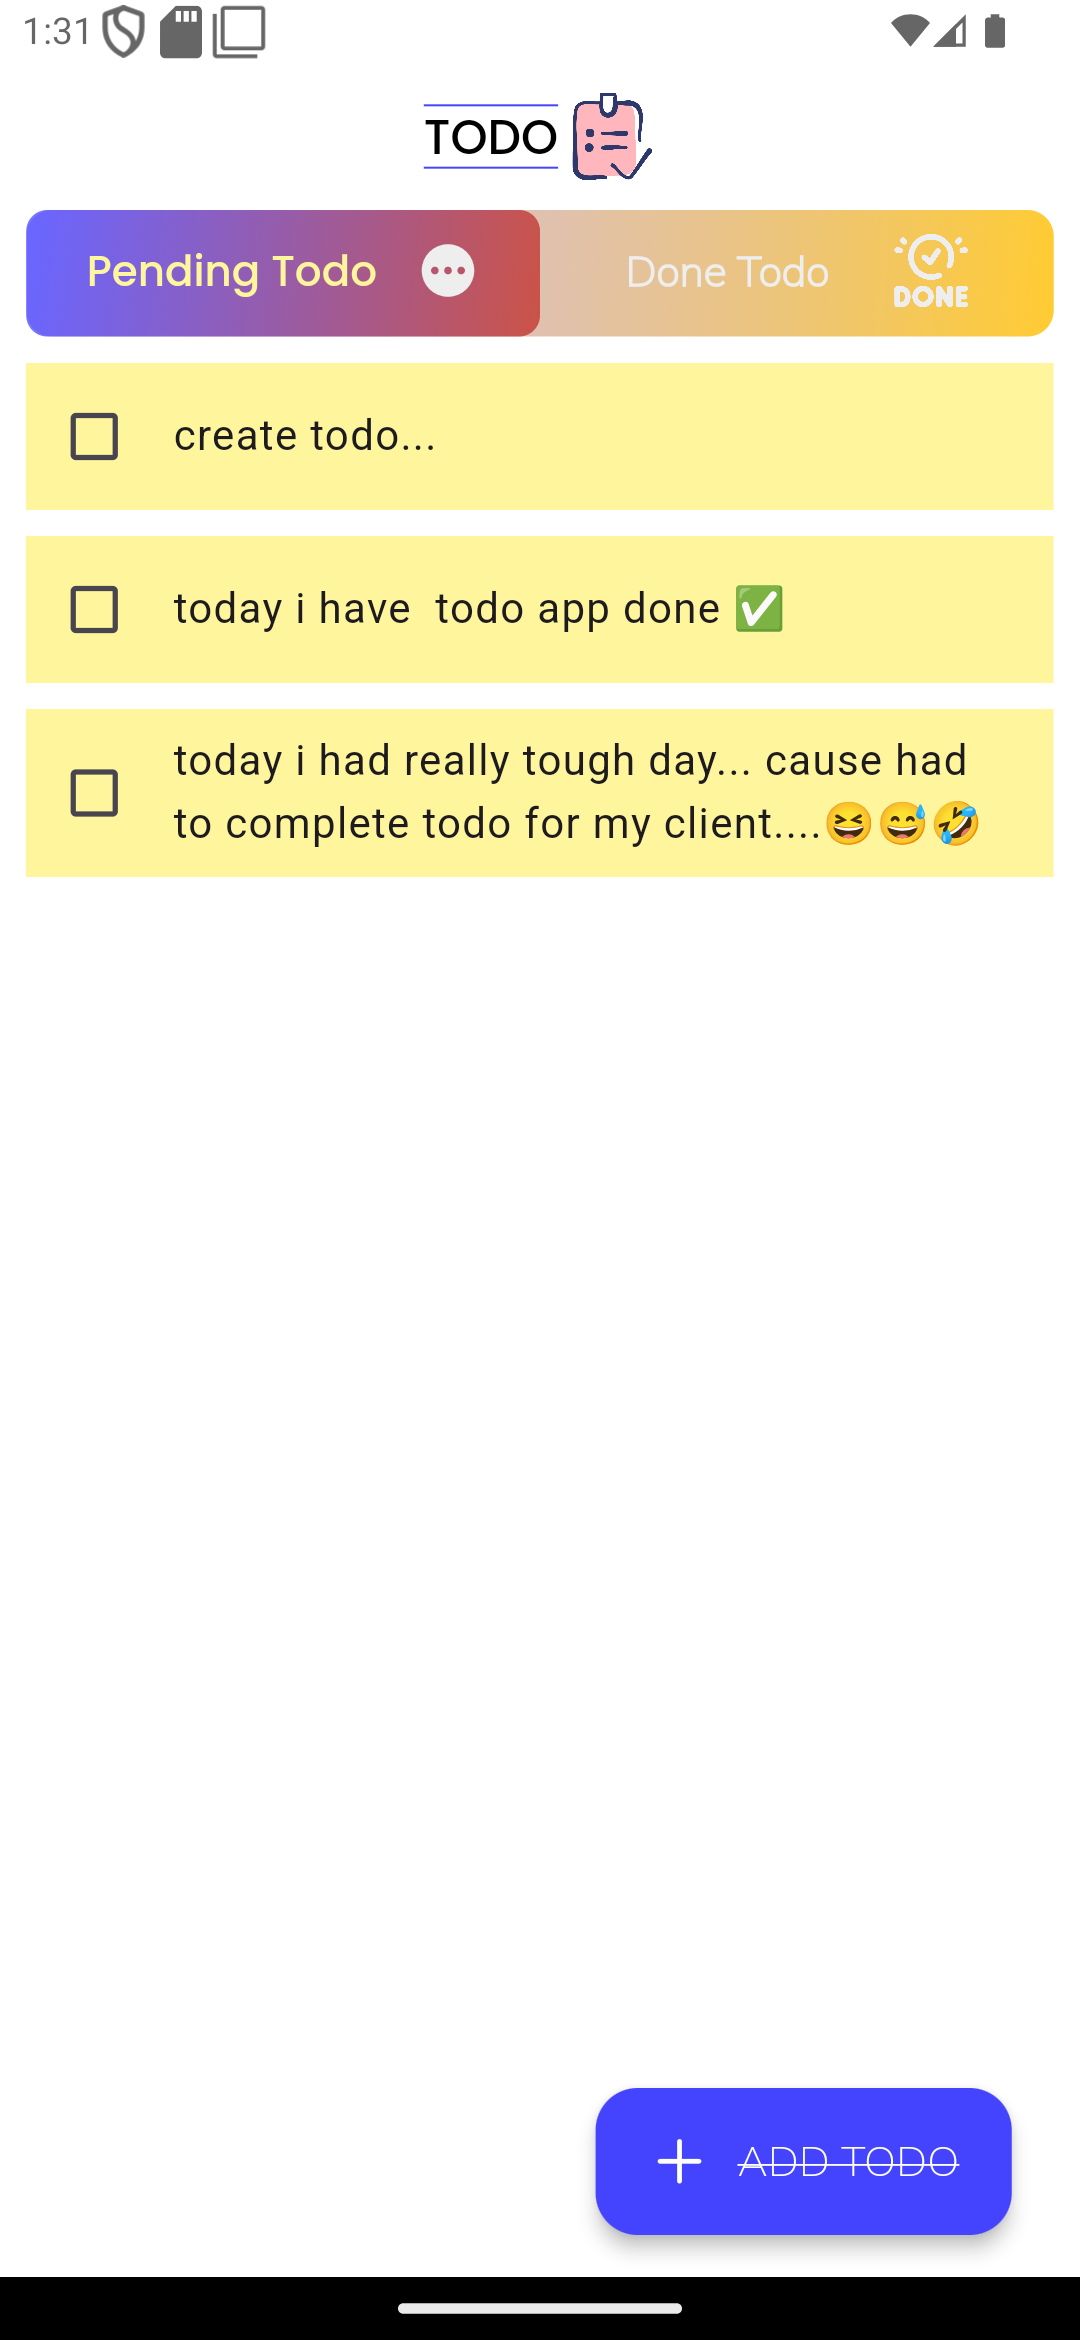 1:31
TODO
Pending Todo
Done Todo
DONE
create todo...
today i have  todo app done ✅
today i had really tough day... cause had
to complete todo for my client....😆😅🤣
ADD TODO